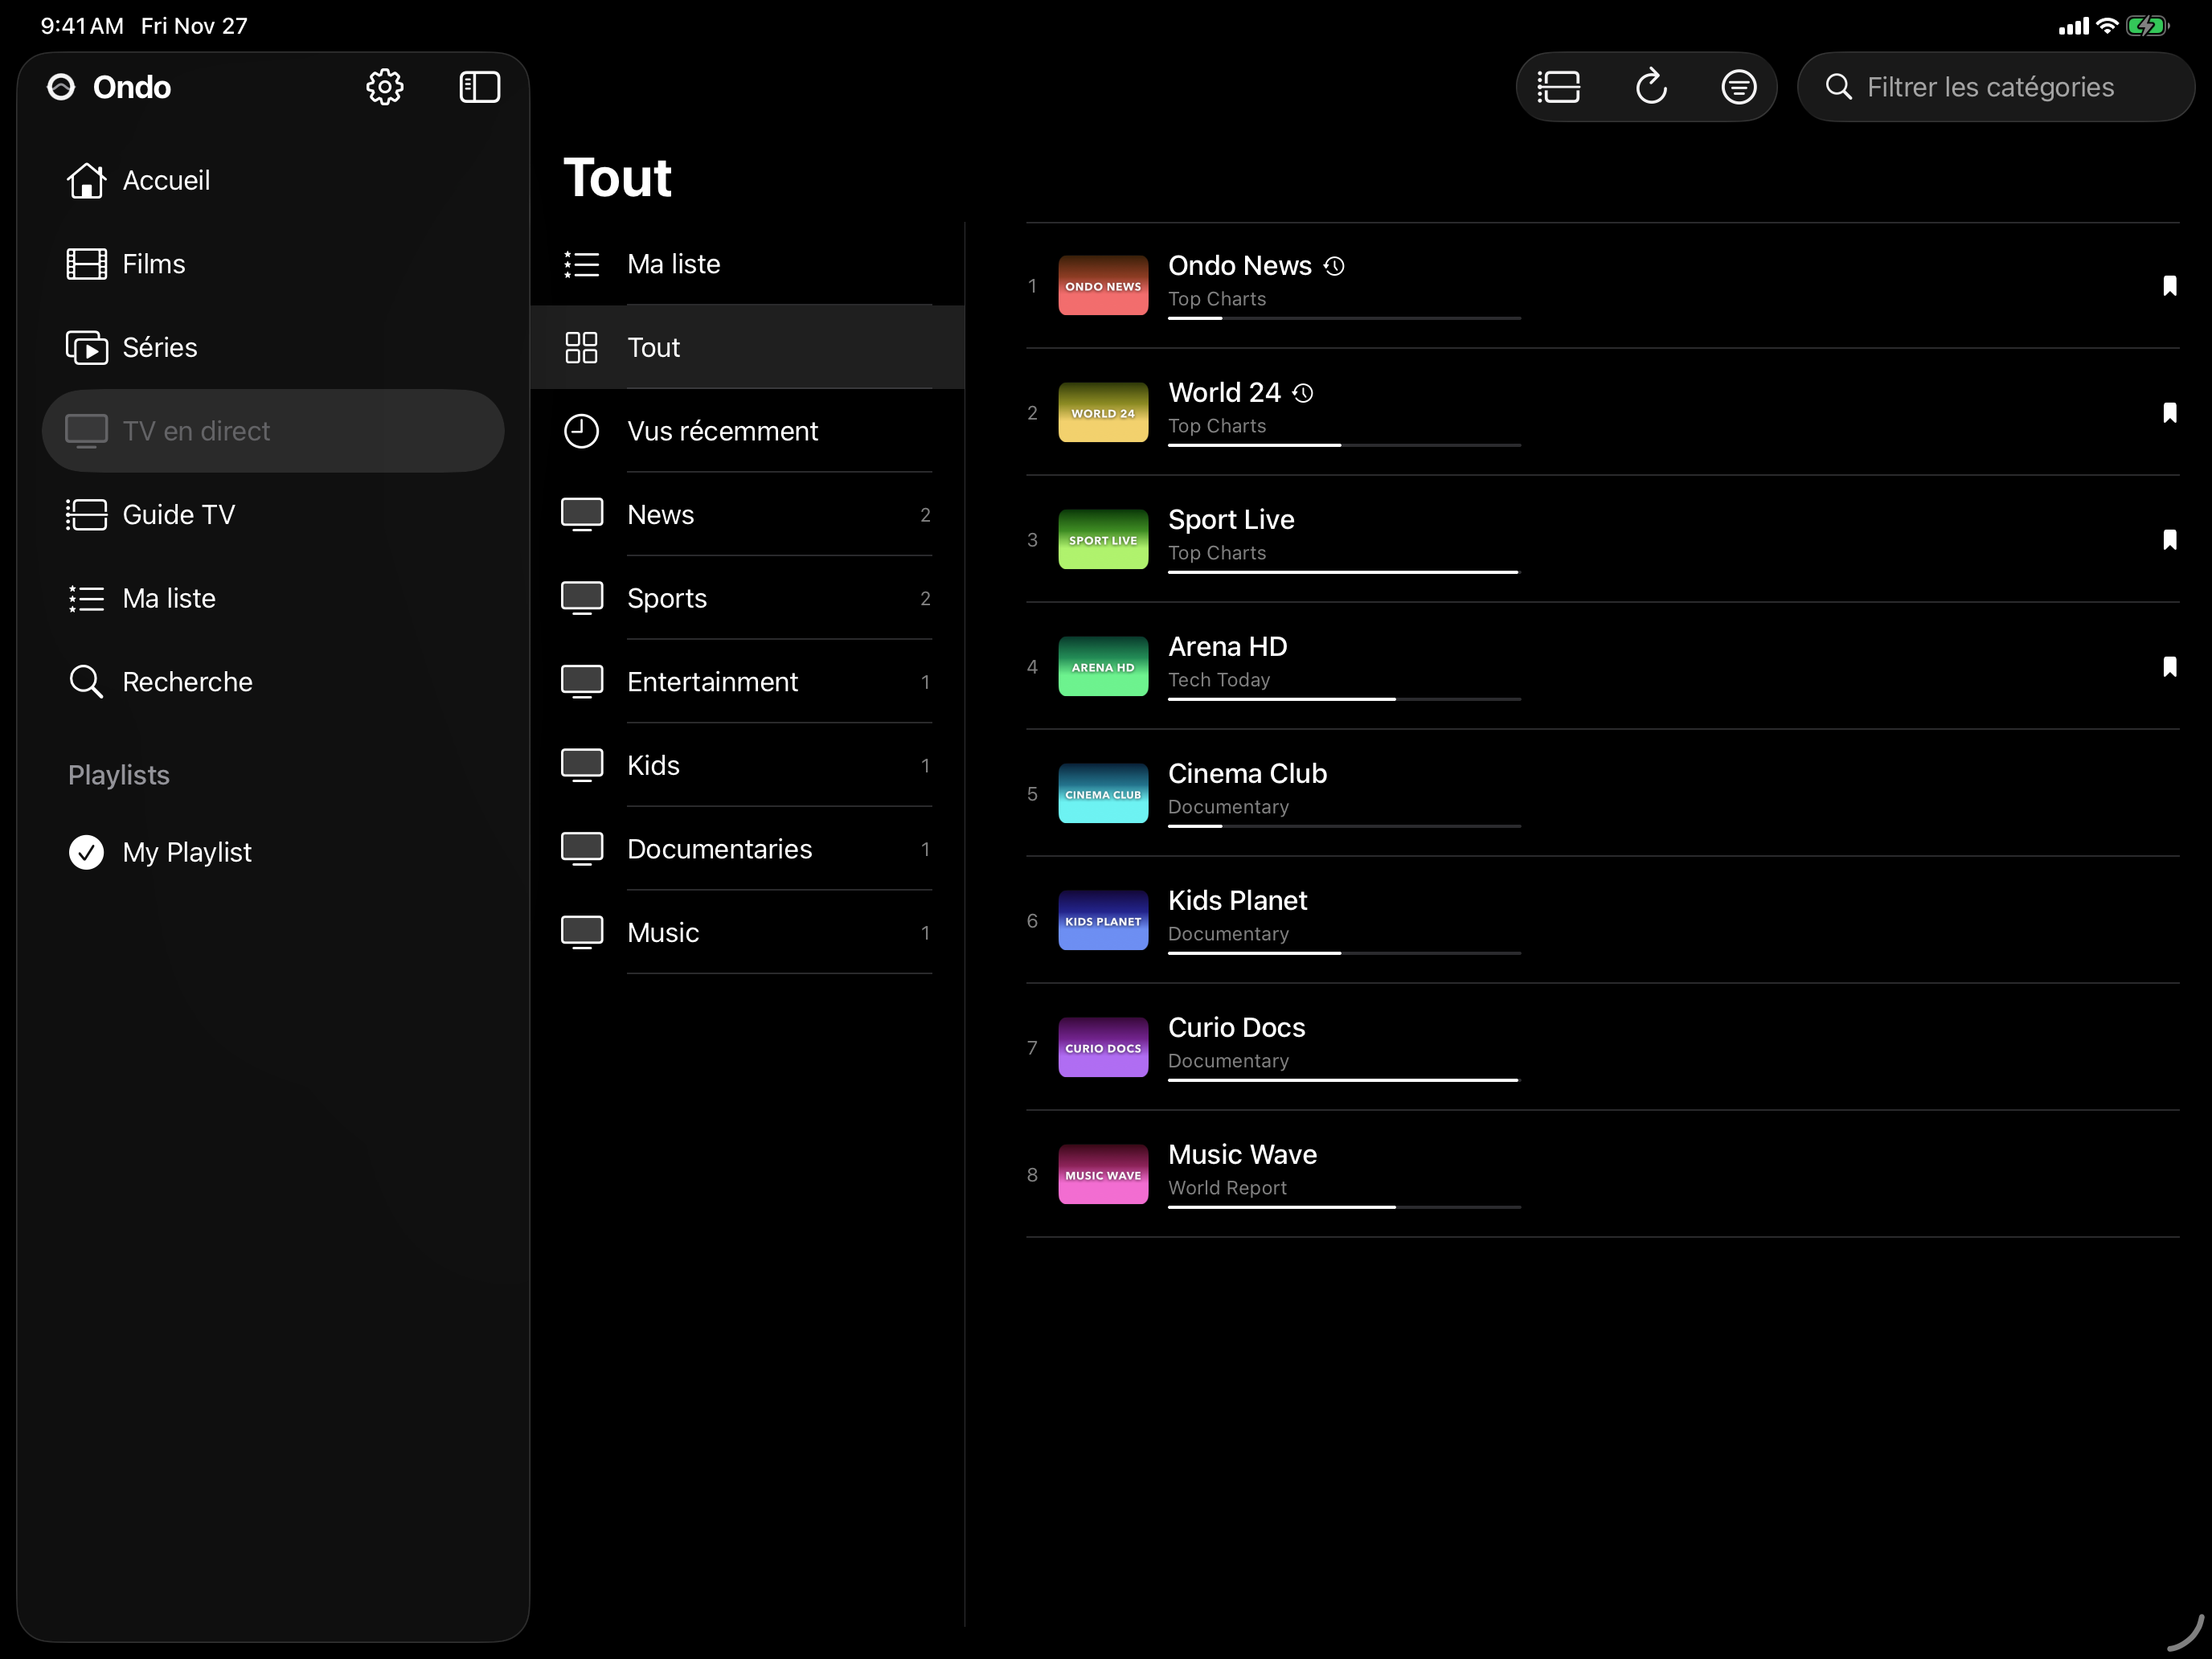 9:41 AM Fri Nov 27
Ondo
Filtrer les catégories
Accueil
Films
Séries
TV en direct
Guide TV
Ma liste
Recherche
Playlists
My Playlist
Tout
Ma liste
Tout
Vus récemment
News 2
Sports 2
Entertainment 1
Kids 1
Documentaries 1
Music 1
1 ONDO NEWS Ondo News
Top Charts
2 WORLD 24 World 24
Top Charts
3 SPORT LIVE Sport Live
Top Charts
4 ARENA HD Arena HD
Tech Today
5 CINEMA CLUB Cinema Club
Documentary
6 KIDS PLANET Kids Planet
Documentary
7 CURIO DOCS Curio Docs
Documentary
8 MUSIC WAVE Music Wave
World Report